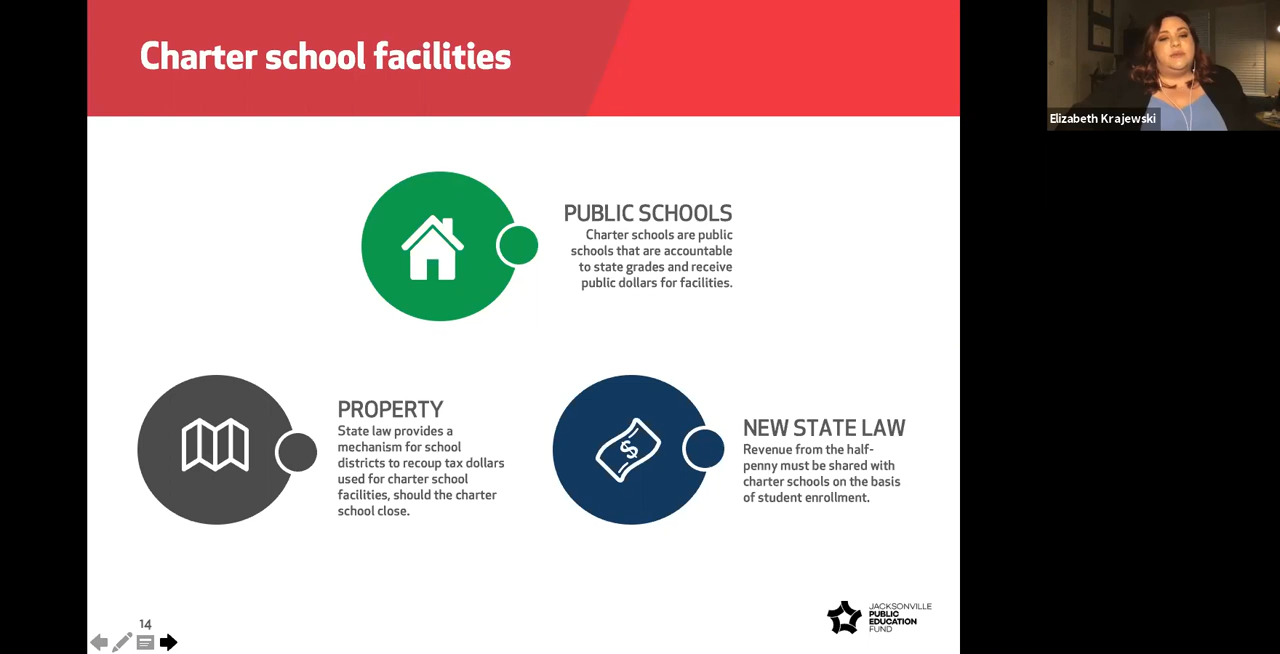 Charter school facilities
Elizabeth Krajewski
PUBLIC SCHOOLS
Charter schools are public
schools that are accountable
to state grades and receive
public dollars for facilities.
PROPERTY
State law provides a
mechanism for school
districts to recoup tax dollars
used for charter school
facilities, should the charter
school close.
$
NEW STATE LAW
Revenue from the half-
penny must be shared with
charter schools on the basis
of student enrollment.
14
JACKSONVILLE
PUBLIC
EDUCATION
FUND